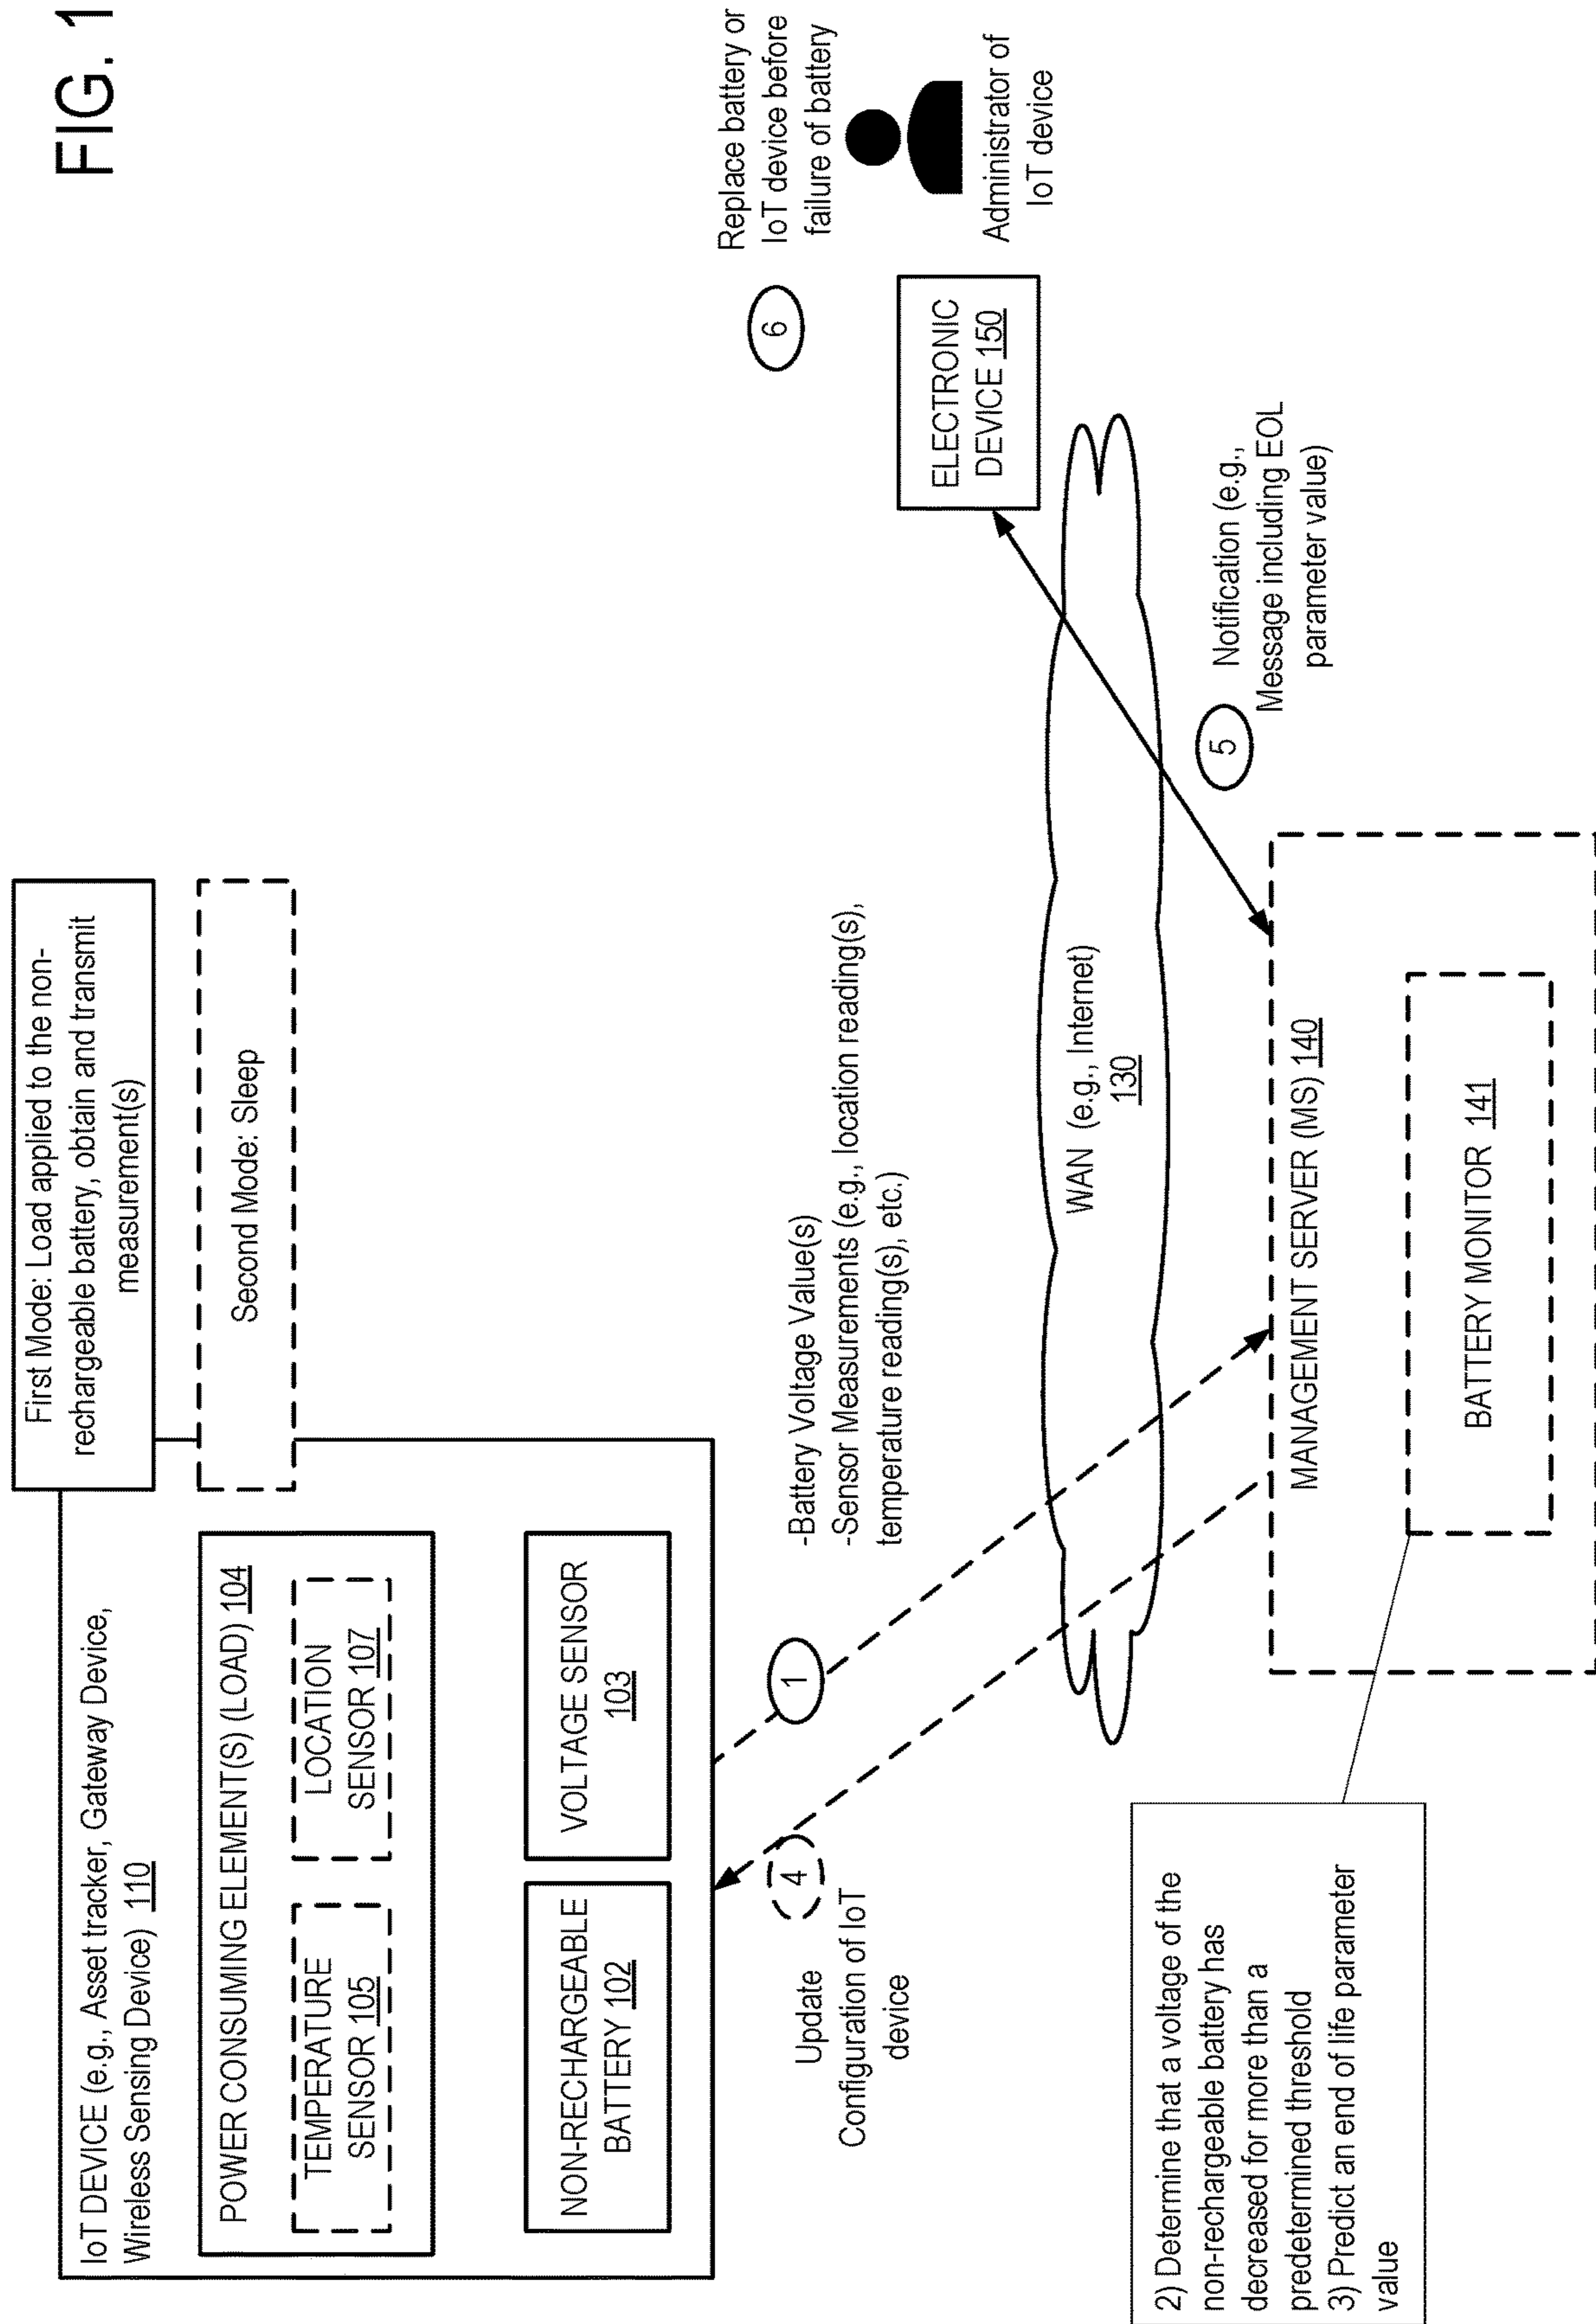 FIG. 1
IoT DEVICE (e.g., Asset tracker, Gateway Device,
Wireless Sensing Device) 110
First Mode: Load applied to the non-
rechargeable battery, obtain and transmit
measurement(s)
Second Mode: Sleep
POWER CONSUMING ELEMENT(S) (LOAD) 104
TEMPERATURE
SENSOR 105
LOCATION
SENSOR 107
NON-RECHARGEABLE
BATTERY 102
VOLTAGE SENSOR
103
1
-Battery Voltage Value(s)
-Sensor Measurements (e.g., location reading(s),
temperature reading(s), etc.)
4
Update
Configuration of IoT
device
WAN (e.g., Internet)
130
2) Determine that a voltage of the
non-rechargeable battery has
decreased for more than a
predetermined threshold
3) Predict an end of life parameter
value
MANAGEMENT SERVER (MS) 140
BATTERY MONITOR 141
5
Notification (e.g.,
Message including EOL
parameter value)
ELECTRONIC
DEVICE 150
6
Replace battery or
IoT device before
failure of battery
Administrator of
IoT device